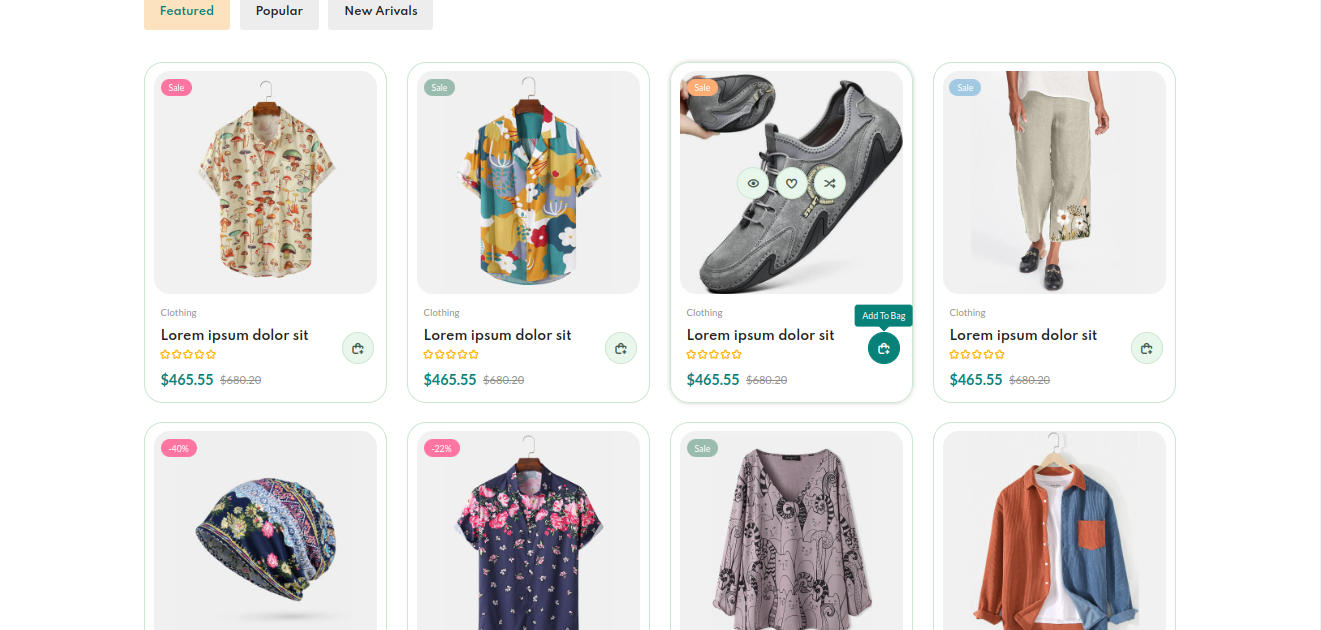 Featured
Popular
New Arivals
Sale
Sale
Sale
Sale
Clothing
Lorem ipsum dolor sit
$465.55 $680.20
Clothing
Lorem ipsum dolor sit
$465.55 $680.20
Clothing
Add To Bag
Lorem ipsum dolor sit
$465.55 $680.20
Clothing
Lorem ipsum dolor sit
$465.55 $680.20
-40%
-22%
Sale